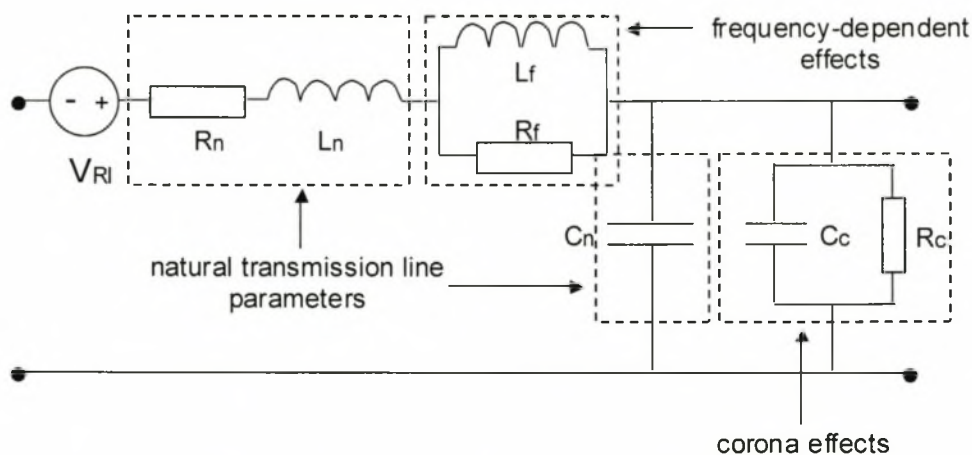 frequency-dependent
effects
Lf
- +
Rn
Ln
Rf
VRI
Cn
Cc
Rc
natural transmission line
parameters
corona effects